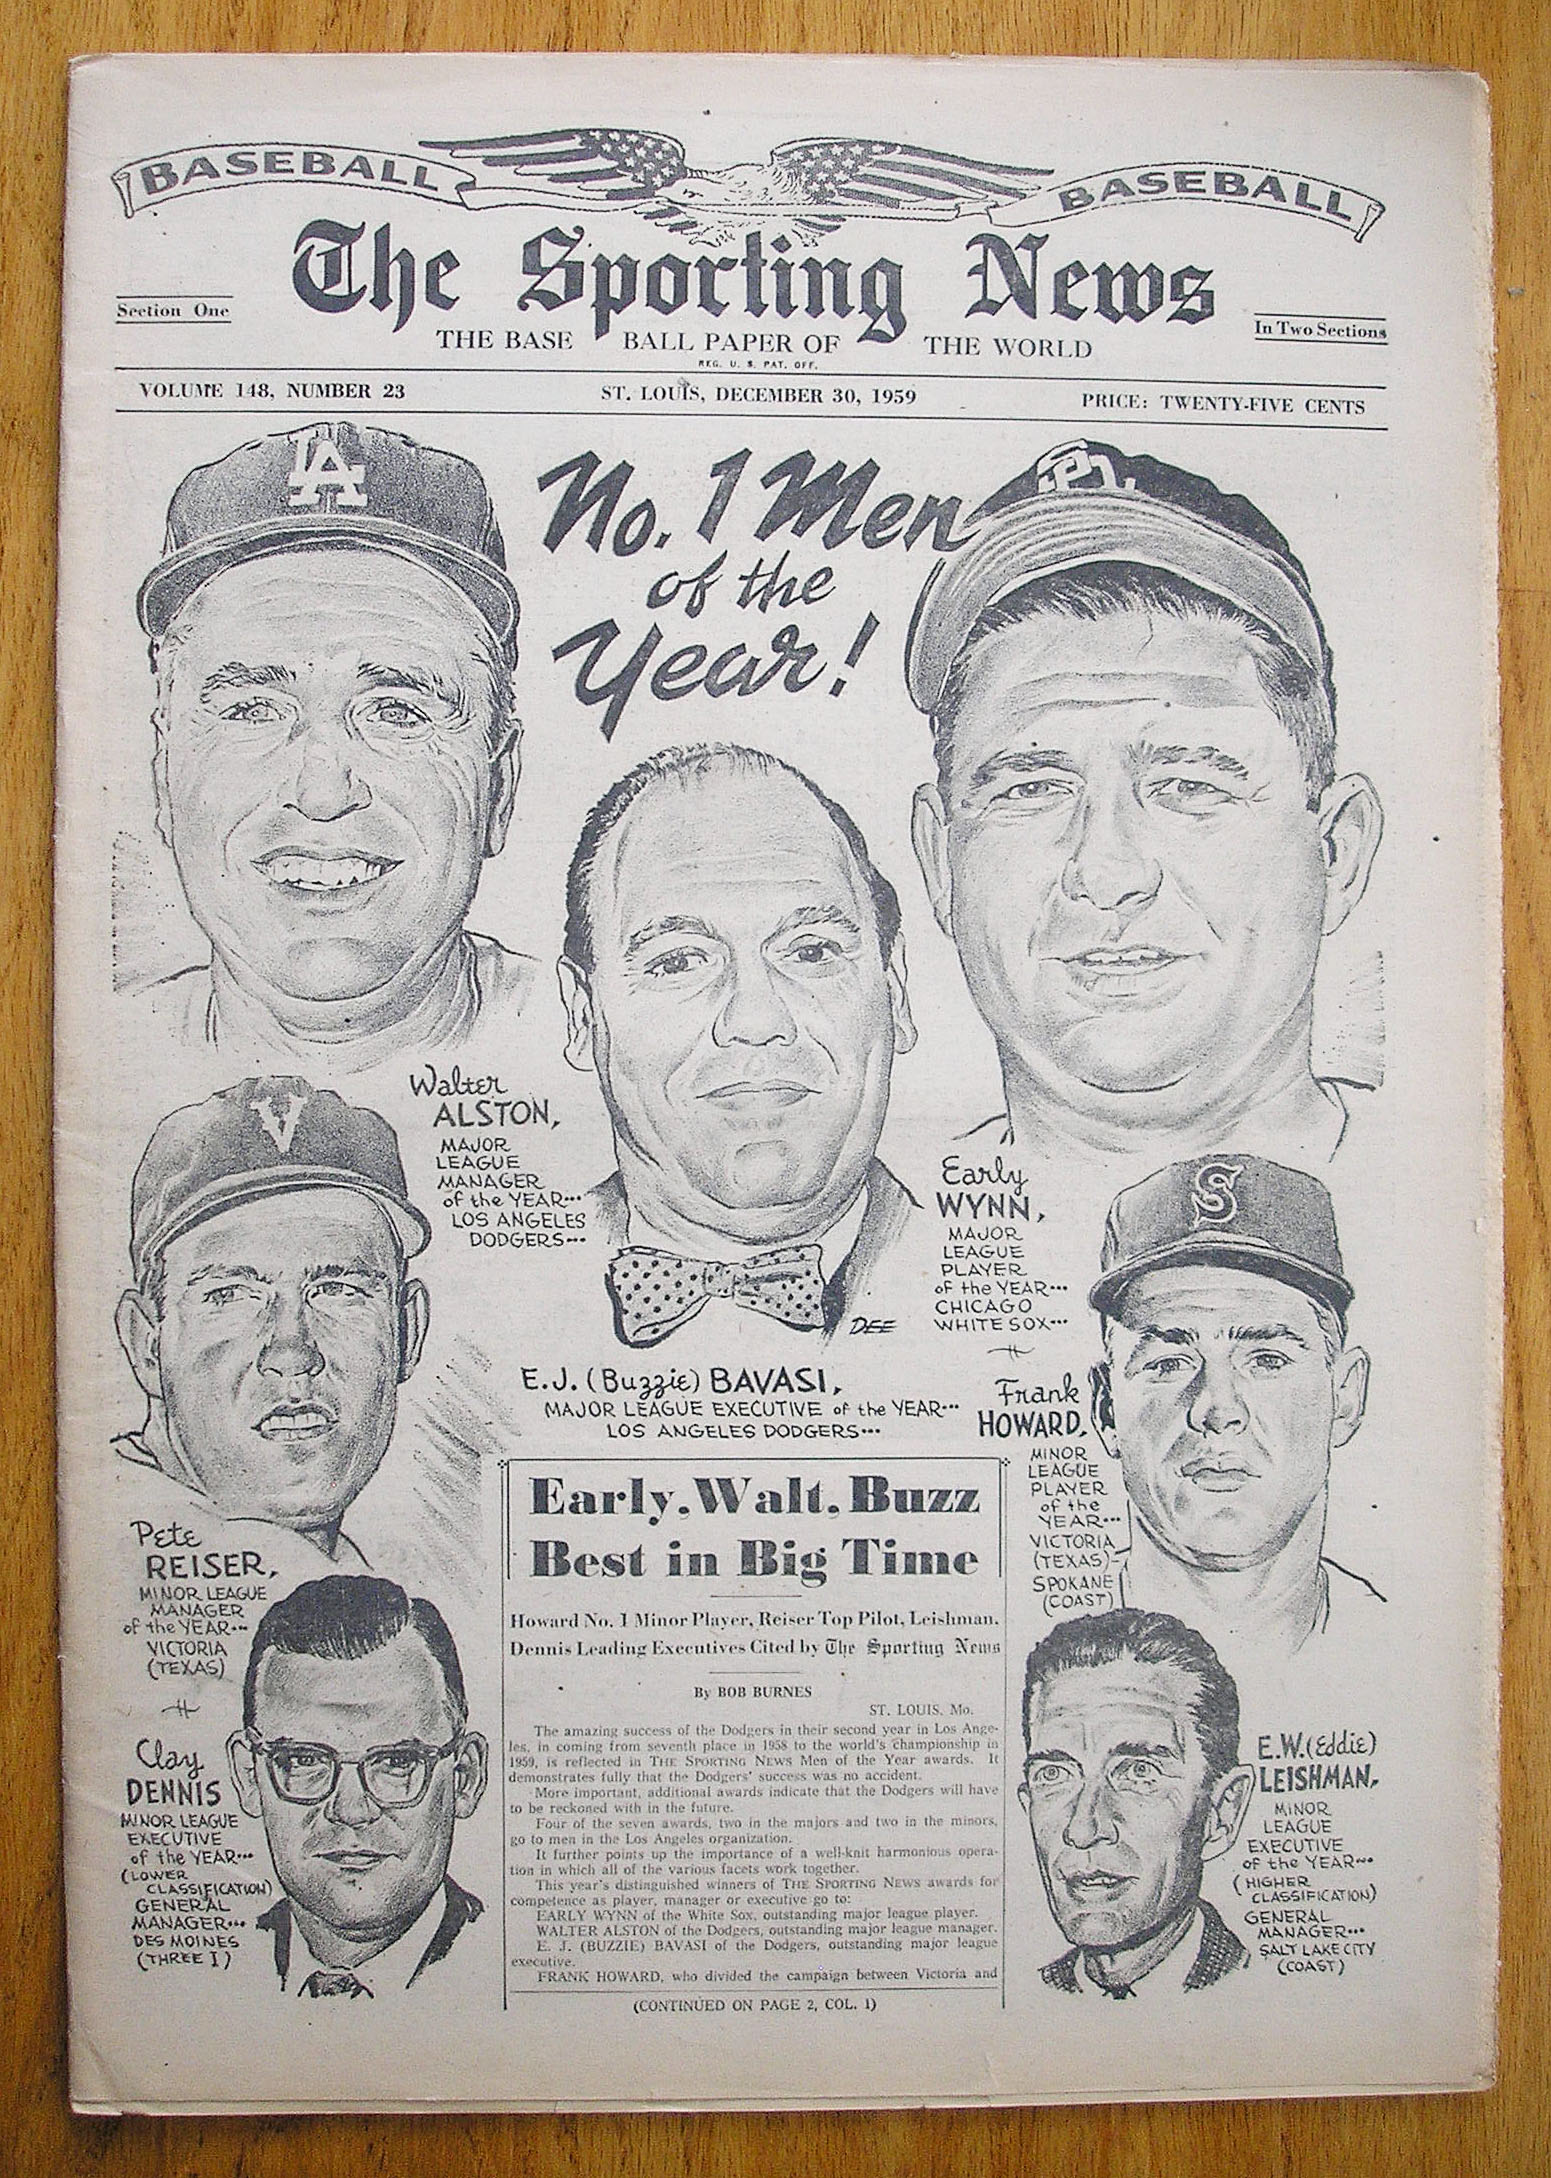 BASEBALL
BASEBALL
The Sporting News
Section One
In Two Sections
THE BASE BALL PAPER OF THE WORLD
REG. U. S. PAT. OFF.
VOLUME 148, NUMBER 23
ST. LOUIS, DECEMBER 30, 1959
PRICE: TWENTY-FIVE CENTS
LA
No. 1 Men
of the
Year!
Walter
ALSTON,
MAJOR
LEAGUE
MANAGER
of the YEAR...
LOS ANGELES
DODGERS...
DEE
E.J. (Buzzie) BAVASI,
MAJOR LEAGUE EXECUTIVE of the YEAR...
LOS ANGELES DODGERS...
Early
WYNN,
MAJOR
LEAGUE
PLAYER
of the YEAR...
CHICAGO
WHITE SOX...
V
Pete
REISER,
MINOR LEAGUE
MANAGER
of the YEAR...
VICTORIA
(TEXAS)
S
Frank
HOWARD,
MINOR
LEAGUE
PLAYER
of the
YEAR...
VICTORIA
(TEXAS)-
SPOKANE
(COAST)
Clay
DENNIS
MINOR LEAGUE
EXECUTIVE
of the YEAR...
(LOWER
CLASSIFICATION)
GENERAL
MANAGER...
DES MOINES
(THREE I)
Early, Walt, Buzz
Best in Big Time
Howard No. 1 Minor Player, Reiser Top Pilot, Leishman,
Dennis Leading Executives Cited by The Sporting News
By BOB BURNES
ST. LOUIS, Mo.
The amazing success of the Dodgers in their second year in Los Ange-
les, in coming from seventh place in 1958 to the world's championship in
1959, is reflected in THE SPORTING NEWS Men of the Year awards. It
demonstrates fully that the Dodgers' success was no accident.
More important, additional awards indicate that the Dodgers will have
to be reckoned with in the future.
Four of the seven awards, two in the majors and two in the minors,
go to men in the Los Angeles organization.
It further points up the importance of a well-knit harmonious opera-
tion in which all of the various facets work together.
This year's distinguished winners of THE SPORTING NEWS awards for
competence as player, manager or executive go to:
EARLY WYNN of the White Sox, outstanding major league player.
WALTER ALSTON of the Dodgers, outstanding major league manager.
E. J. (BUZZIE) BAVASI of the Dodgers, outstanding major league
executive.
FRANK HOWARD, who divided the campaign between Victoria and
(CONTINUED ON PAGE 2, COL. 1)
E.W. (Eddie)
LEISHMAN,
MINOR
LEAGUE
EXECUTIVE
of the YEAR...
(HIGHER
CLASSIFICATION)
GENERAL
MANAGER...
SALT LAKE CITY
(COAST)